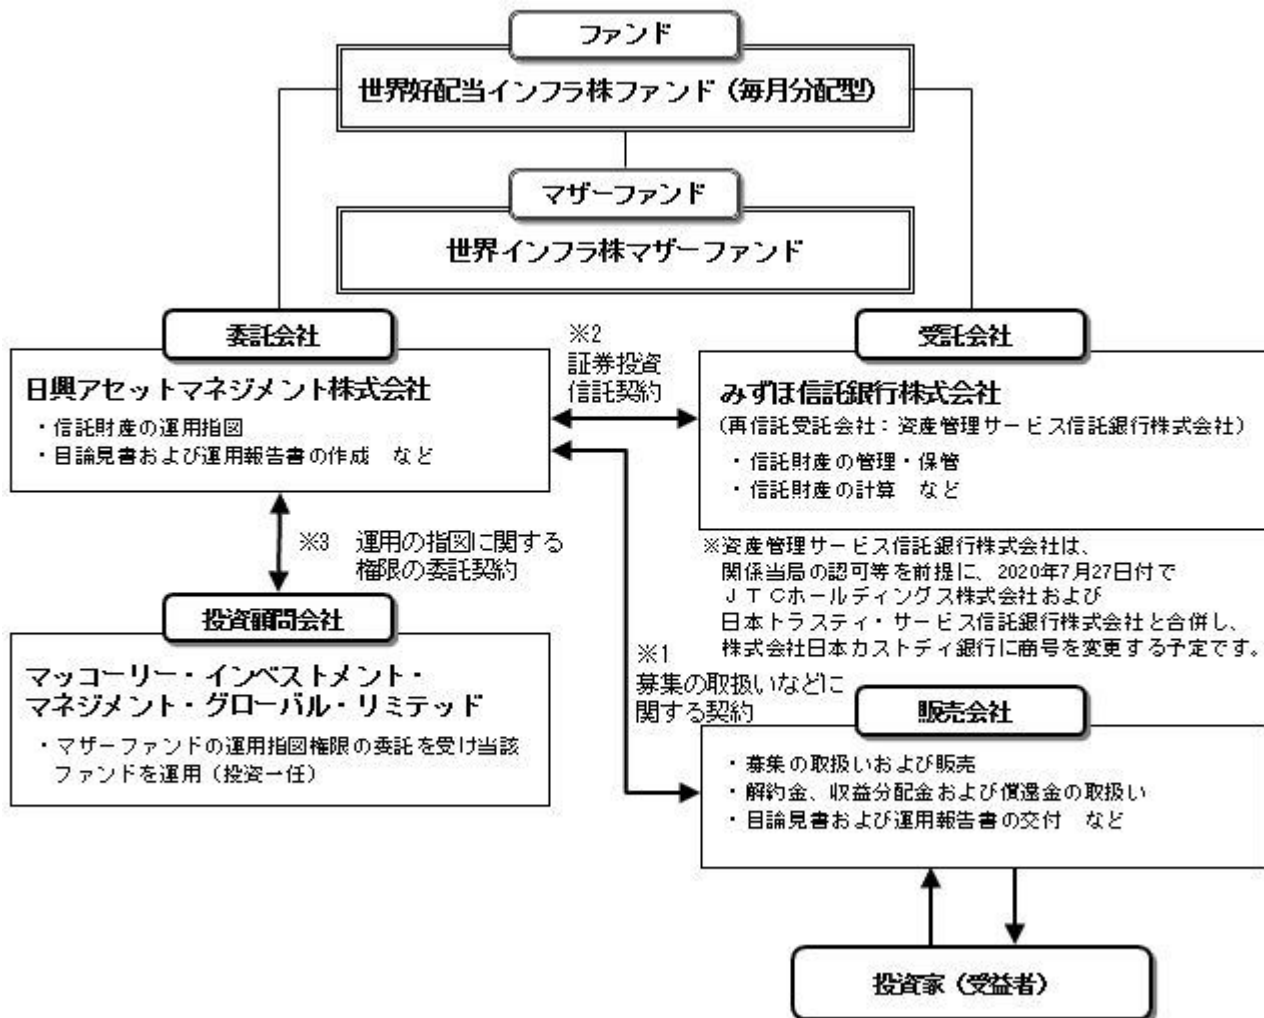 ファンド
世界好配当インフラ株ファンド（毎月分配型）
マザーファンド
世界インフラ株マザーファンド
委託会社
日興アセットマネジメント株式会社
・信託財産の運用指図
・目論見書および運用報告書の作成　など
※2
証券投資
信託契約
受託会社
みずほ信託銀行株式会社
（再信託受託会社：資産管理サービス信託銀行株式会社）
・信託財産の管理・保管
・信託財産の計算　など
※資産管理サービス信託銀行株式会社は、
関係当局の認可等を前提に、2020年7月27日付で
ＪＴＣホールディングス株式会社および
日本トラスティ・サービス信託銀行株式会社と合併し、
株式会社日本カストディ銀行に商号を変更する予定です。
※3　運用の指図に関する
権限の委託契約
投資顧問会社
マッコーリー・インベストメント・
マネジメント・グローバル・リミテッド
・マザーファンドの運用指図権限の委託を受け当該
ファンドを運用（投資一任）
※1
募集の取扱いなどに
関する契約
販売会社
・募集の取扱いおよび販売
・解約金、収益分配金および償還金の取扱い
・目論見書および運用報告書の交付　など
投資家（受益者）